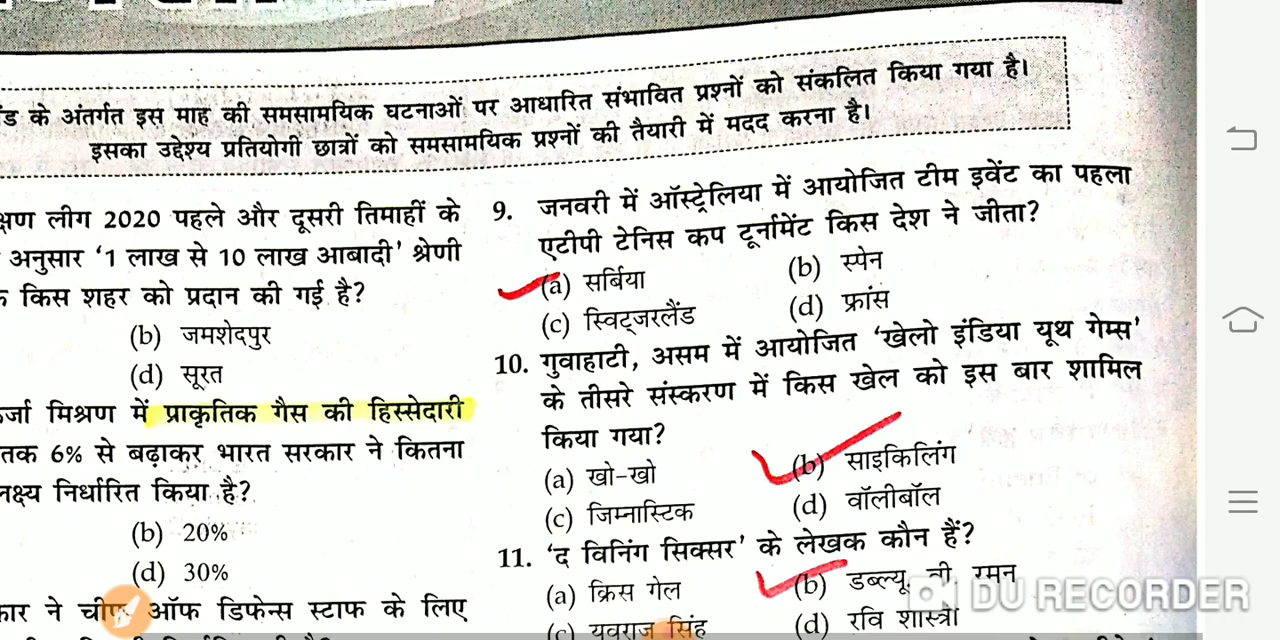 ंड के अंतर्गत इस माह की समसामयिक घटनाओं पर आधारित संभावित प्रश्नों को संकलित किया गया है।
इसका उद्देश्य प्रतियोगी छात्रों को समसामयिक प्रश्नों की तैयारी में मदद करना है।
क्षण लीग 2020 पहले और दूसरी तिमाहीं के
अनुसार ‘1 लाख से 10 लाख आबादी’ श्रेणी
किस शहर को प्रदान की गई है?
(b) जमशेदपुर
(d) सूरत
र्जा मिश्रण में प्राकृतिक गैस की हिस्सेदारी
तक 6% से बढ़ाकर भारत सरकार ने कितना
लक्ष्य निर्धारित किया है?
(b) 20%
(d) 30%
कार ने चीफ ऑफ डिफेन्स स्टाफ के लिए
9. जनवरी में ऑस्ट्रेलिया में आयोजित टीम इवेंट का पहला
एटीपी टेनिस कप टूर्नामेंट किस देश ने जीता?
(a) सर्बिया (b) स्पेन
(c) स्विट्जरलैंड (d) फ्रांस
10. गुवाहाटी, असम में आयोजित ‘खेलो इंडिया यूथ गेम्स’
के तीसरे संस्करण में किस खेल को इस बार शामिल
किया गया?
(a) खो-खो (b) साइकिलिंग
(c) जिम्नास्टिक (d) वॉलीबॉल
11. ‘द विनिंग सिक्सर’ के लेखक कौन हैं?
(a) क्रिस गेल (b) डब्ल्यू. वी. रमन
(c) युवराज सिंह (d) रवि शास्त्री
DU RECORDER